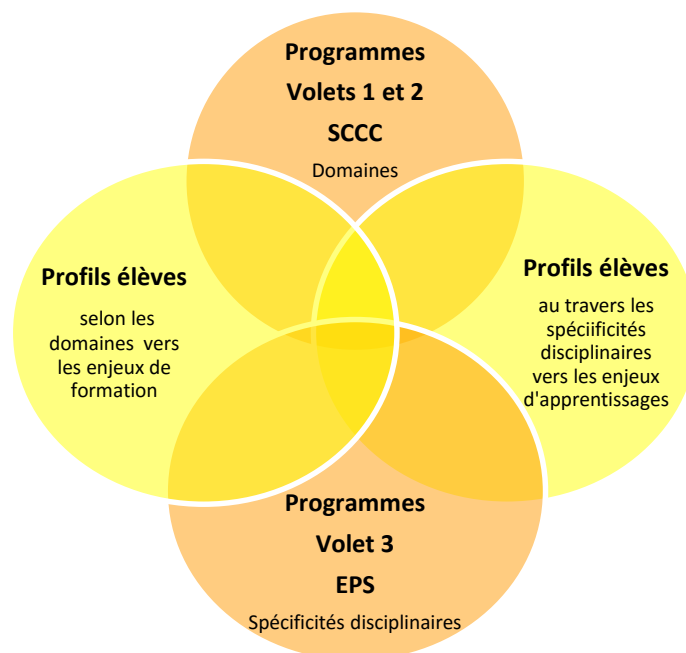 Programmes
Volets 1 et 2
SCCC
Domaines
Profils élèves
selon les
domaines vers
les enjeux de
formation
Profils élèves
au travers les
spéciificités
disciplinaires
vers les enjeux
d'apprentissages
Programmes
Volet 3
EPS
Spécificités disciplinaires